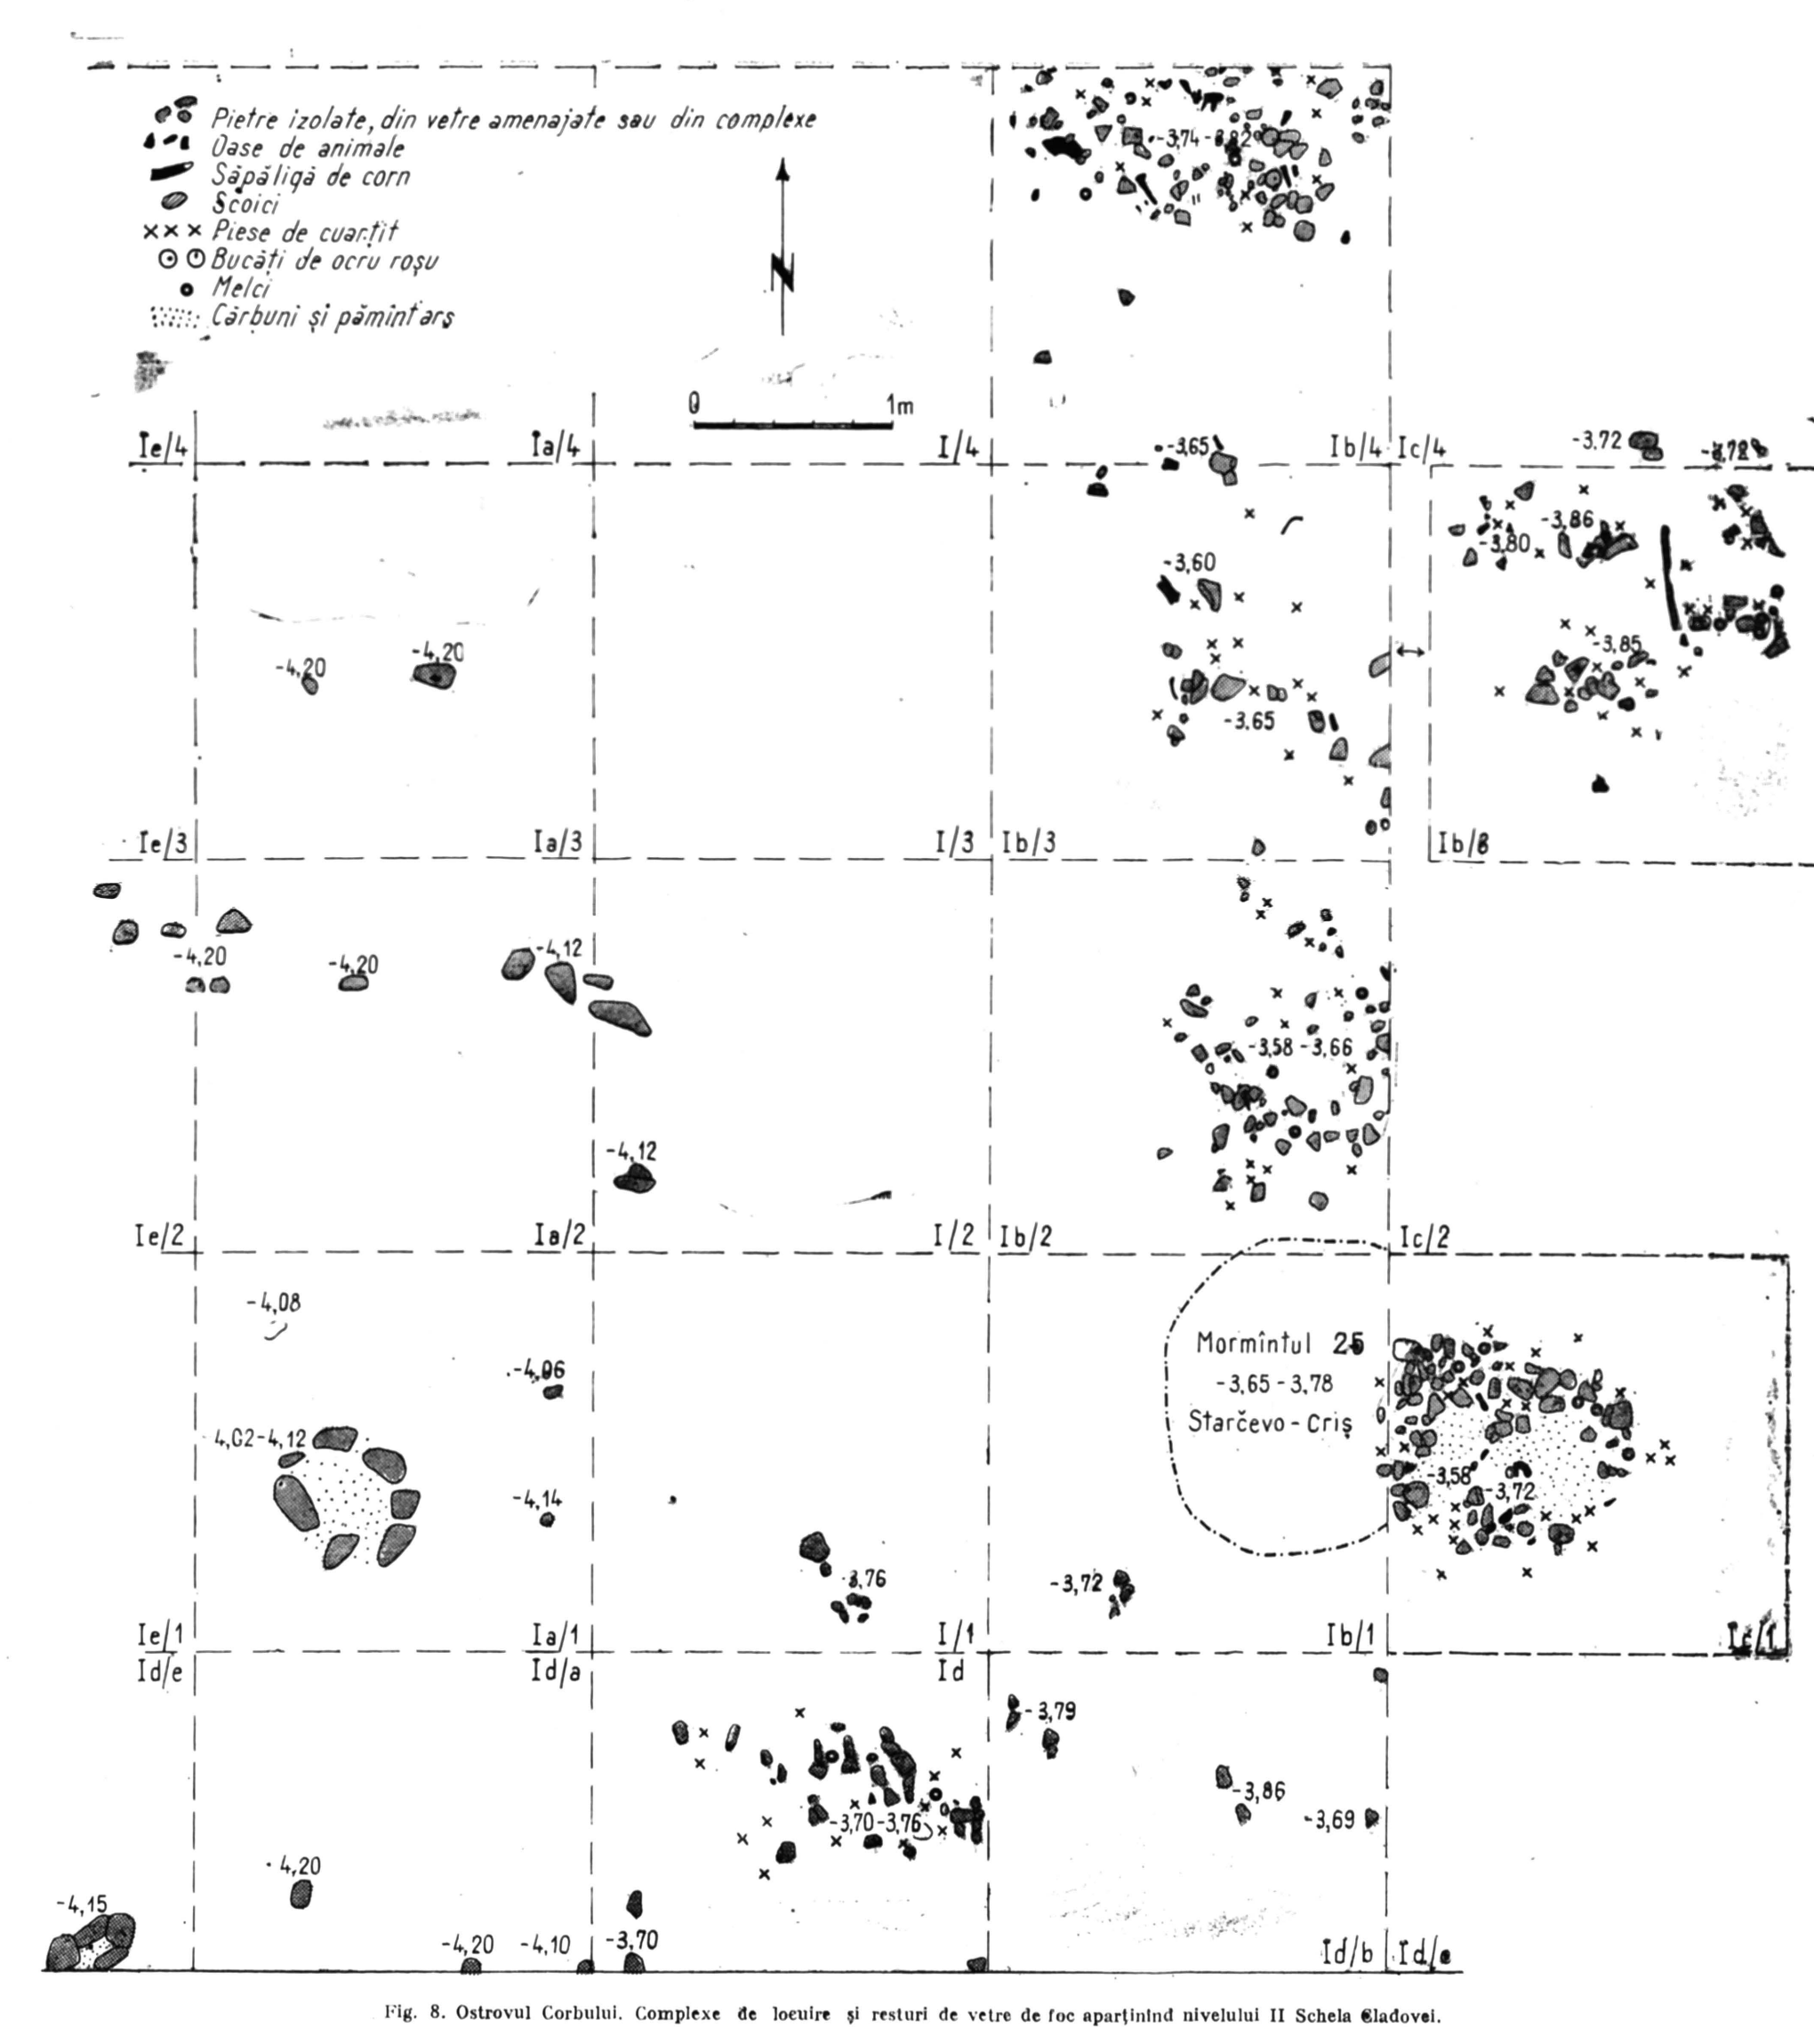 Pietre izolate, din vetre amenajate sau din complexe
Oase de animale
Săpăligă de corn
Scoici
Piese de cuarțit
Bucăți de ocru roșu
Melci
Cărbuni și pămînt ars
N
0 1m
-3,74 -3,82
Ie/4 Ia/4 I/4 Ib/4 Ic/4
-3,65
-3,72
-3,72
-3,86
-3,80
-3,60
-3,85
-4,20
-4,20
-3,65
Ie/3 Ia/3 I/3 Ib/3 Ib/8
-4,20
-4,20
-4,12
-3,58 -3,66
-4,12
Ie/2 Ia/2 I/2 Ib/2 Ic/2
-4,08
-4,06
Mormîntul 25
-3,65 -3,78
Starčevo - Criș
4,02-4,12
-4,14
-3,58
-3,72
3,76
-3,72
Ie/1 Ia/1 I/1 Ib/1 Ic/1
Id/e Id/a Id
-3,79
-3,86
-3,69
-3,70-3,76
4,20
-4,15
-4,20 -4,10 -3,70
Id/b Id/e
Fig. 8. Ostrovul Corbului. Complexe de locuire și resturi de vetre de foc aparținînd nivelului II Schela Cladovei.